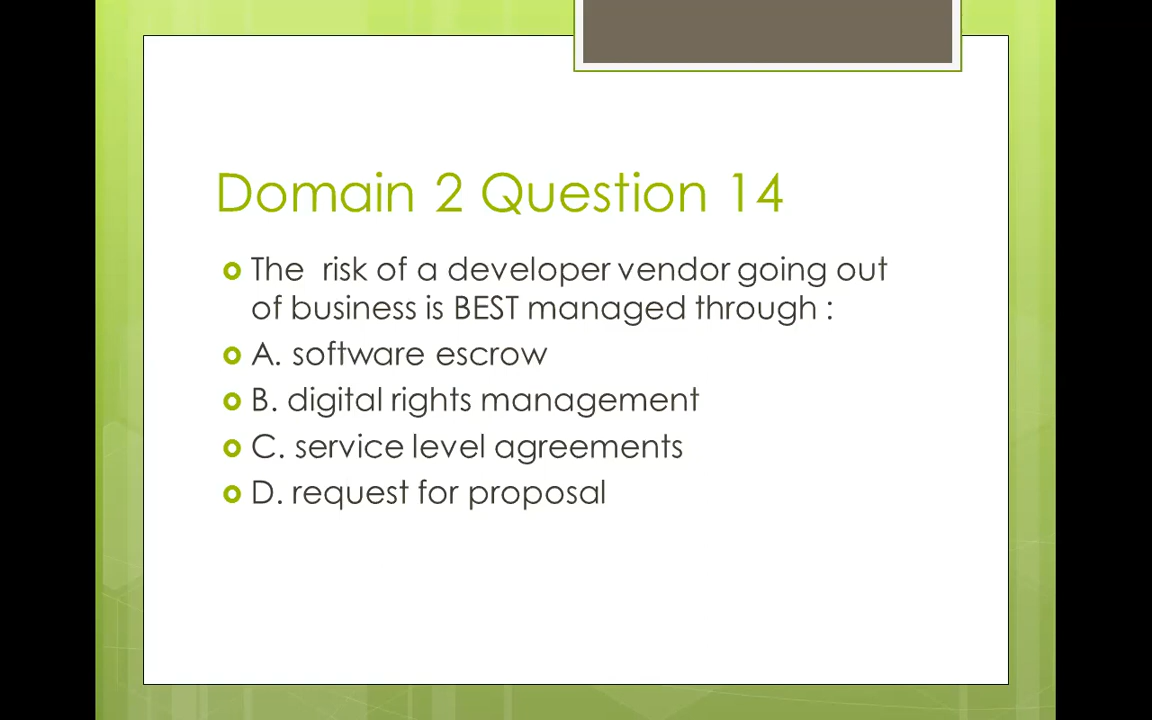 Domain 2 Question 14
The  risk of a developer vendor going out
of business is BEST managed through :
A. software escrow
B. digital rights management
C. service level agreements
D. request for proposal